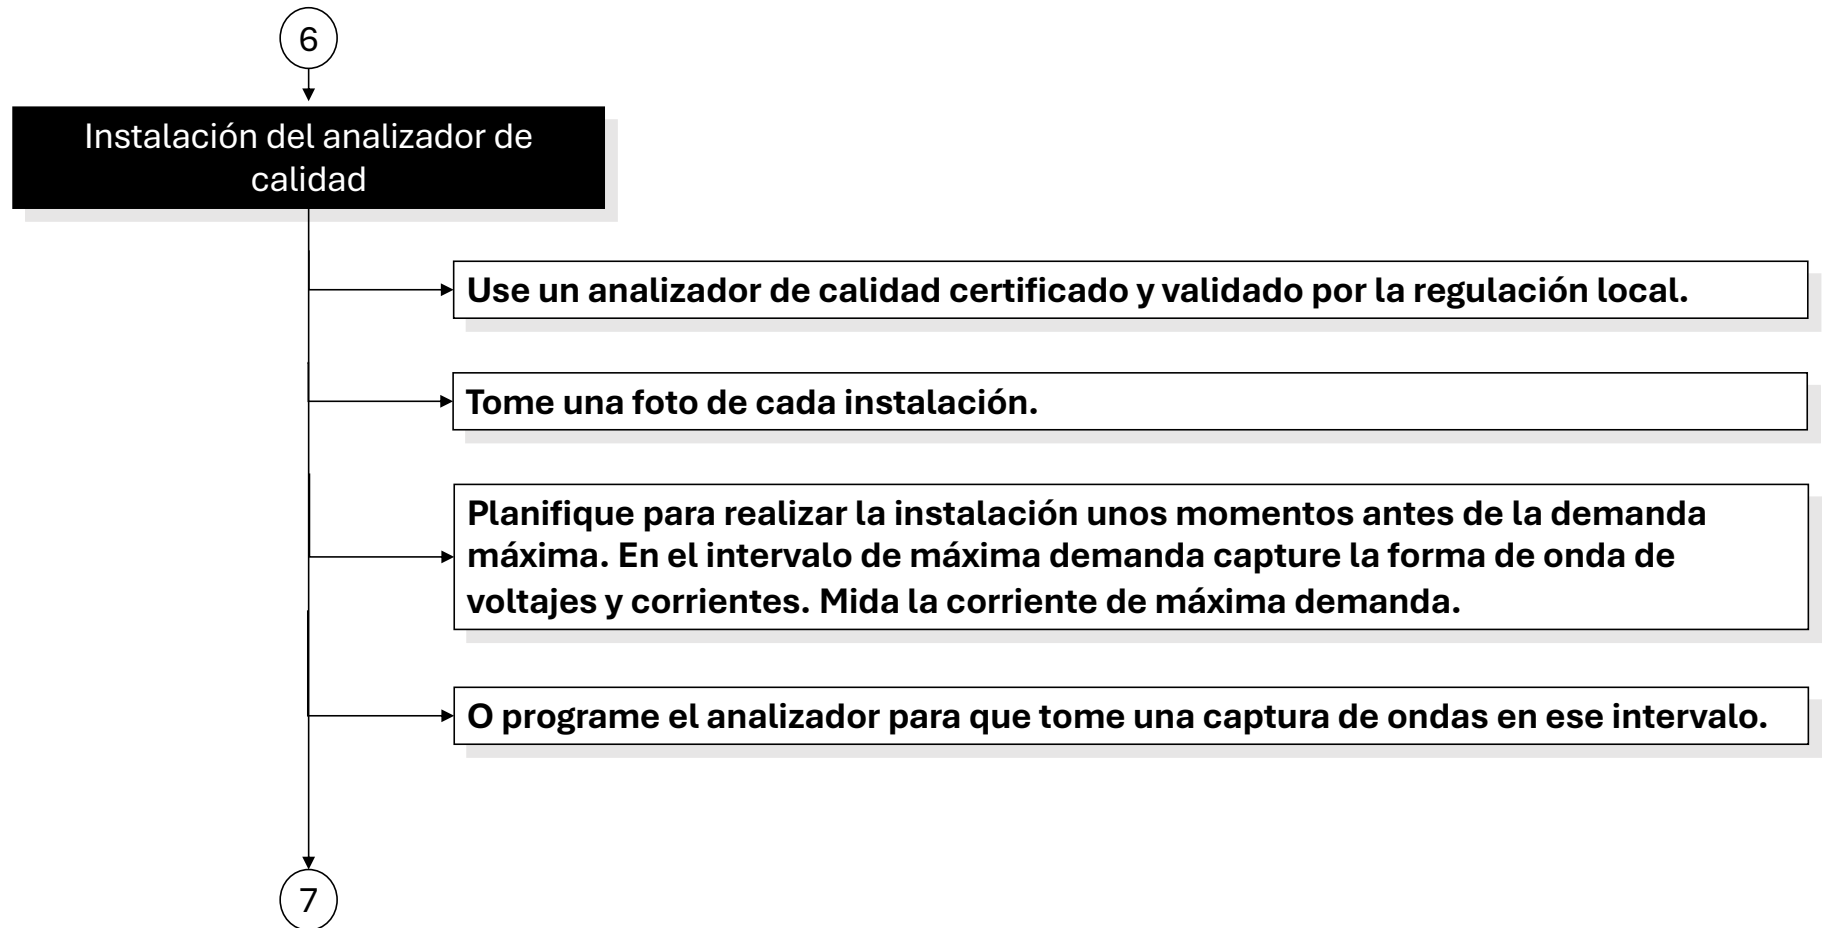 6
Instalación del analizador de
calidad
Use un analizador de calidad certificado y validado por la regulación local.
Tome una foto de cada instalación.
Planifique para realizar la instalación unos momentos antes de la demanda
máxima. En el intervalo de máxima demanda capture la forma de onda de
voltajes y corrientes. Mida la corriente de máxima demanda.
O programe el analizador para que tome una captura de ondas en ese intervalo.
7